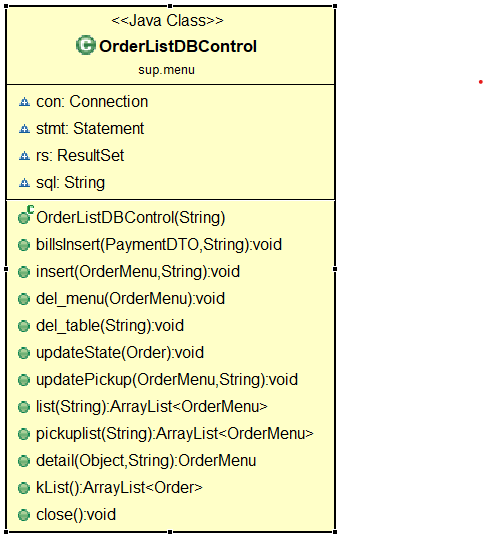 <<Java Class>>
OrderListDBControl
sup.menu
con: Connection
stmt: Statement
rs: ResultSet
sql: String
OrderListDBControl(String)
billsInsert(PaymentDTO,String):void
insert(OrderMenu,String):void
del_menu(OrderMenu):void
del_table(String):void
updateState(Order):void
updatePickup(OrderMenu,String):void
list(String):ArrayList<OrderMenu>
pickuplist(String):ArrayList<OrderMenu>
detail(Object,String):OrderMenu
kList():ArrayList<Order>
close():void